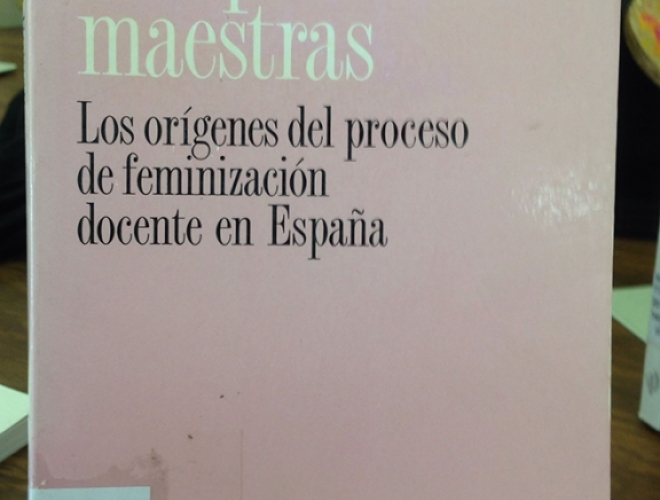 maestras
Los orígenes del proceso
de feminización
docente en España